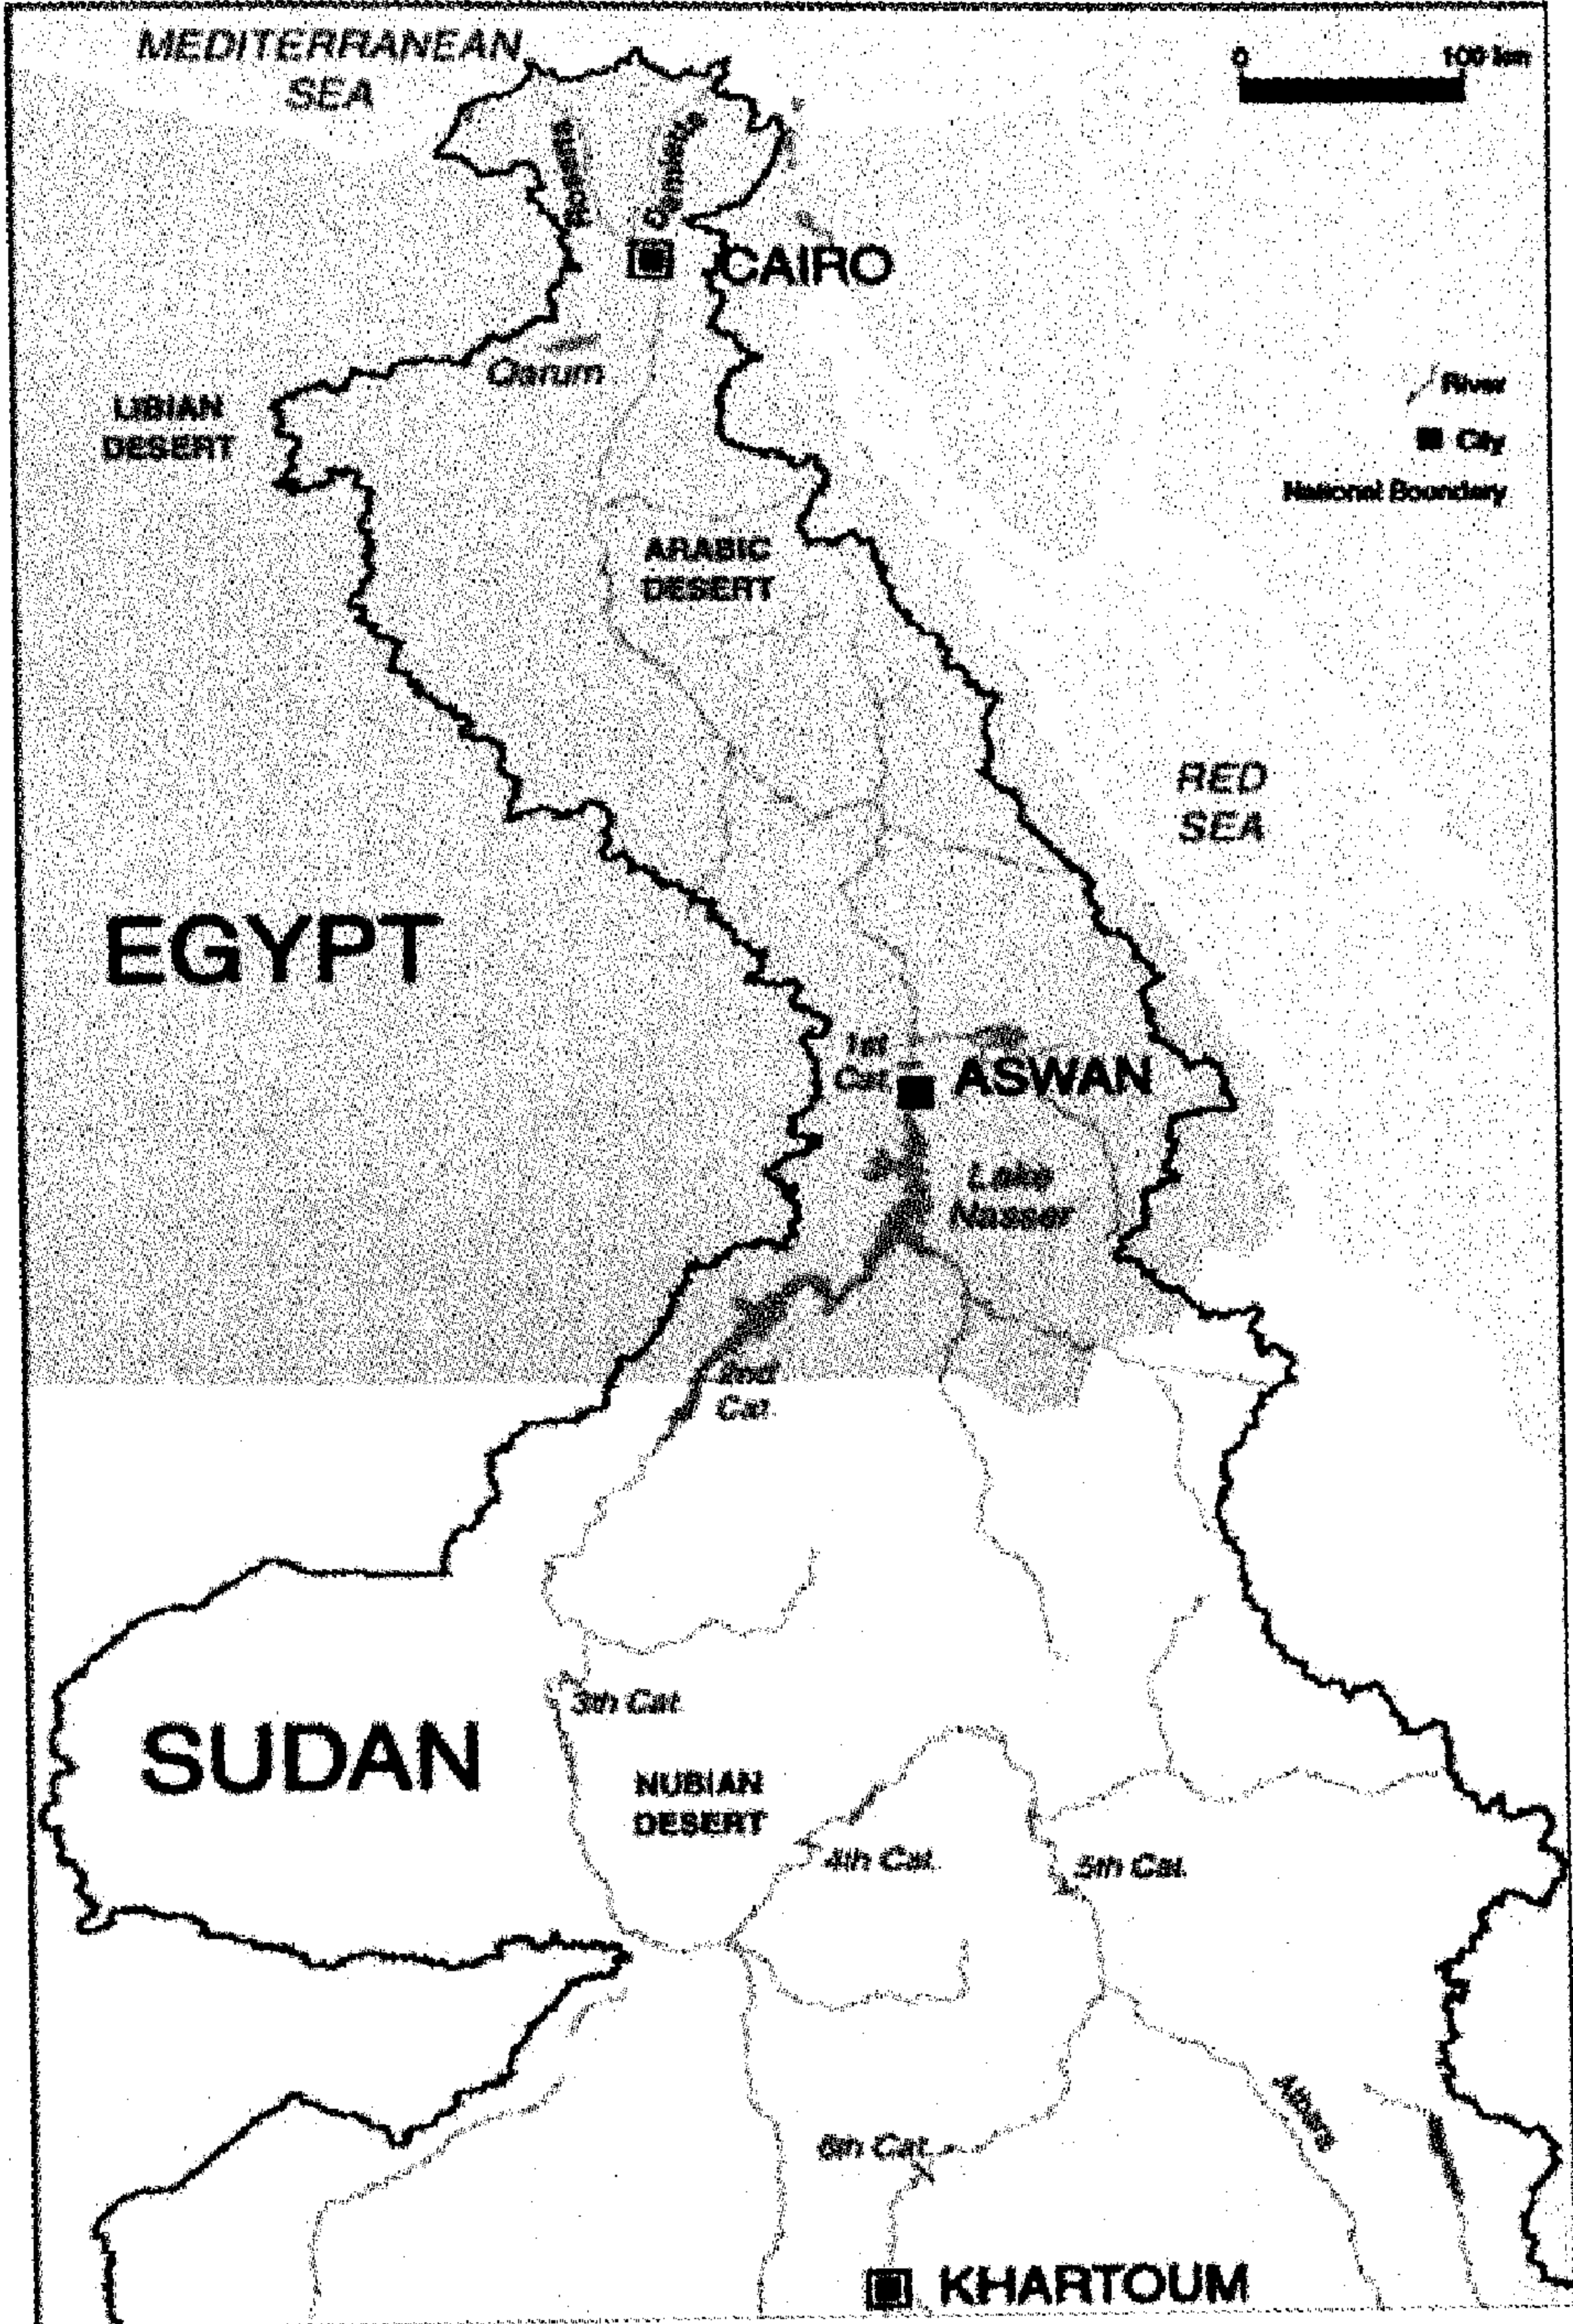 MEDITERRANEAN
SEA
0 100 km
Rosetta
Damietta
CAIRO
Qarum
LIBIAN
DESERT
River
City
National Boundary
ARABIC
DESERT
RED
SEA
EGYPT
1st
Cat.
ASWAN
Lake
Nasser
2nd
Cat.
3th Cat.
SUDAN
NUBIAN
DESERT
4th Cat.
5th Cat.
Atbara
6th Cat.
KHARTOUM